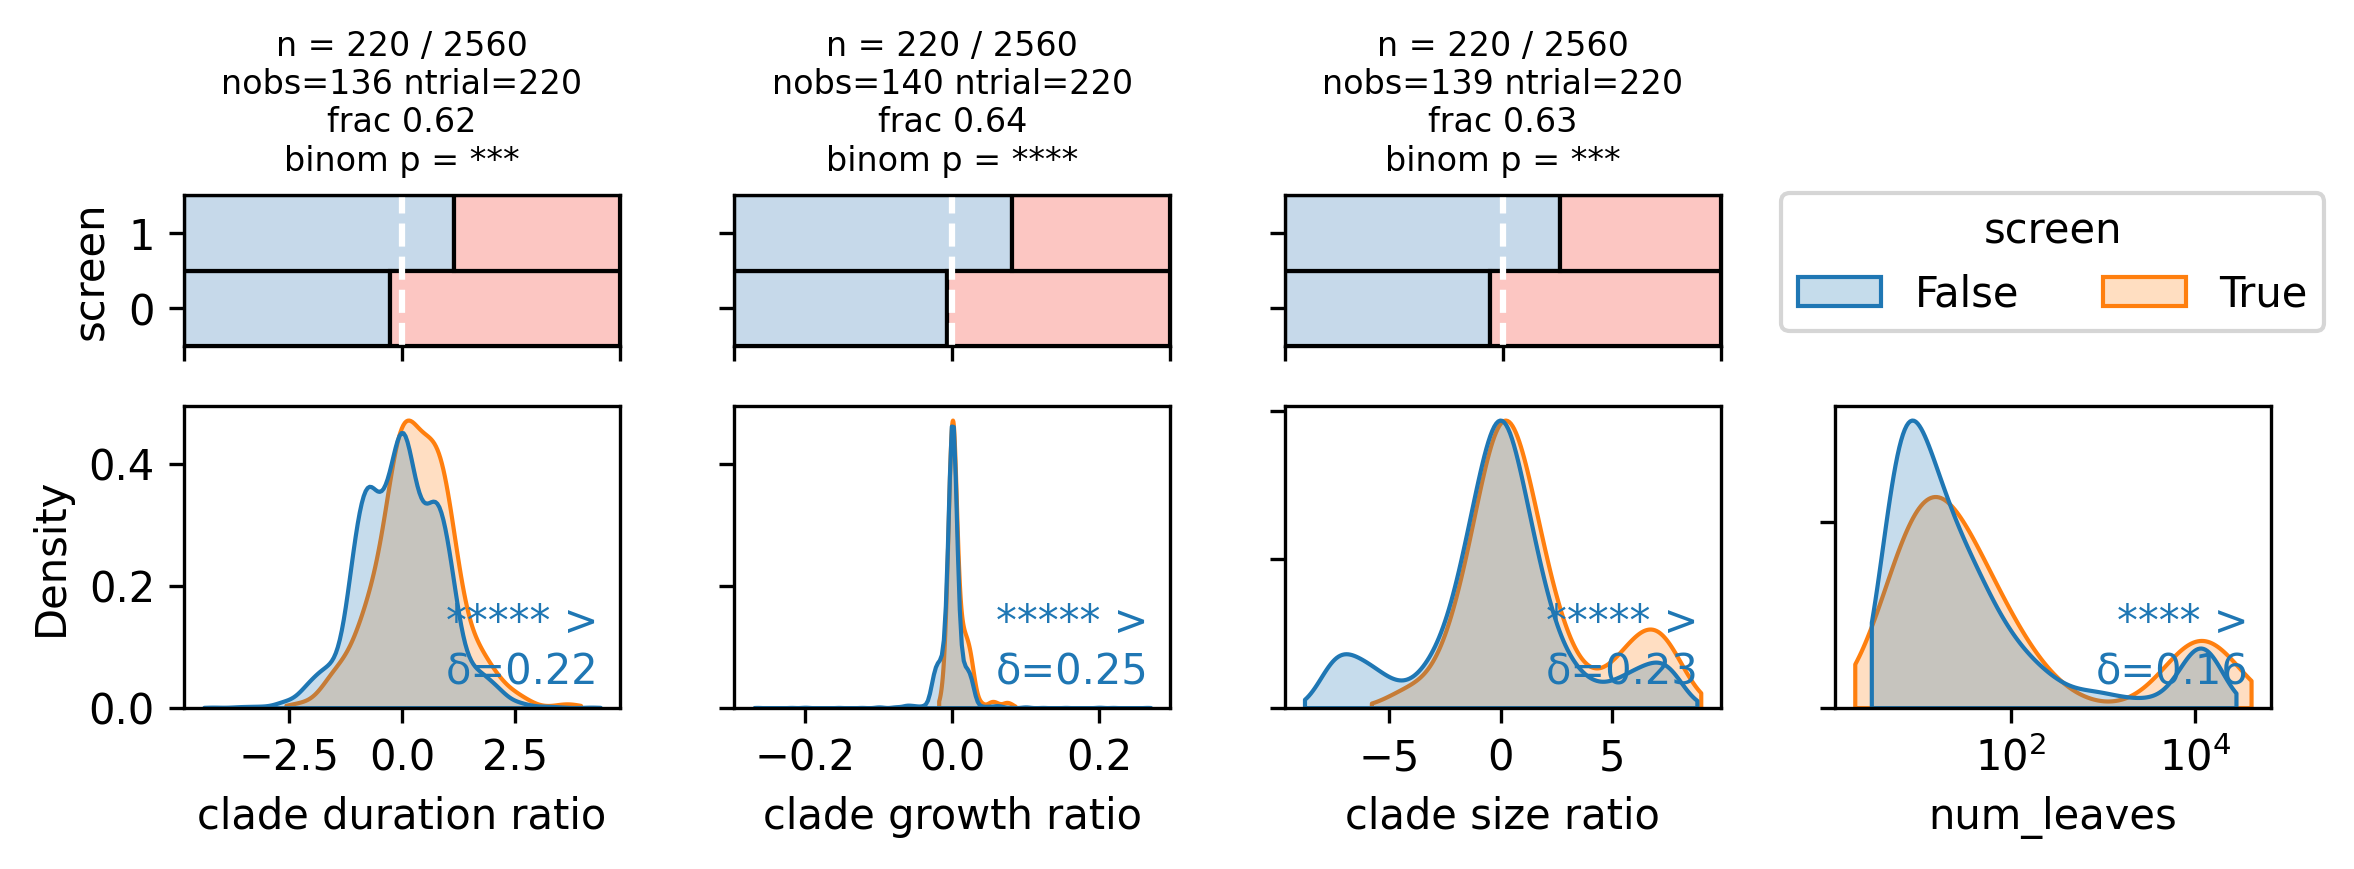 n = 220 / 2560
nobs=136 ntrial=220
frac 0.62
binom p = ***
n = 220 / 2560
nobs=140 ntrial=220
frac 0.64
binom p = ****
n = 220 / 2560
nobs=139 ntrial=220
frac 0.63
binom p = ***
screen
1
0
screen
False
True
Density
0.4
0.2
0.0
***** >
δ=0.22
−2.5
0.0
2.5
clade duration ratio
***** >
δ=0.25
−0.2
0.0
0.2
clade growth ratio
***** >
δ=0.23
−5
0
5
clade size ratio
**** >
δ=0.16
10²
10⁴
num_leaves